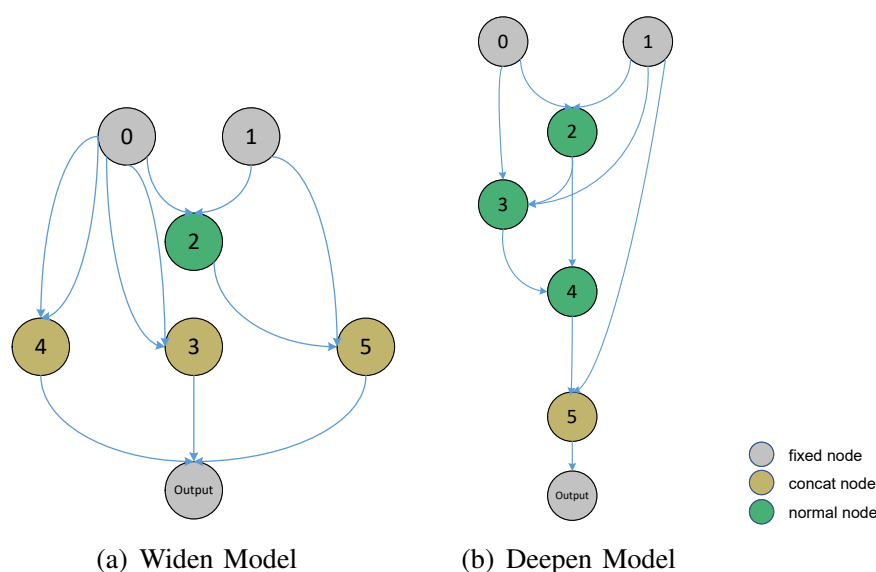 0 1
2
4 3 5
Output
(a) Widen Model
0 1
2
3
4
5
Output
(b) Deepen Model
fixed node
concat node
normal node